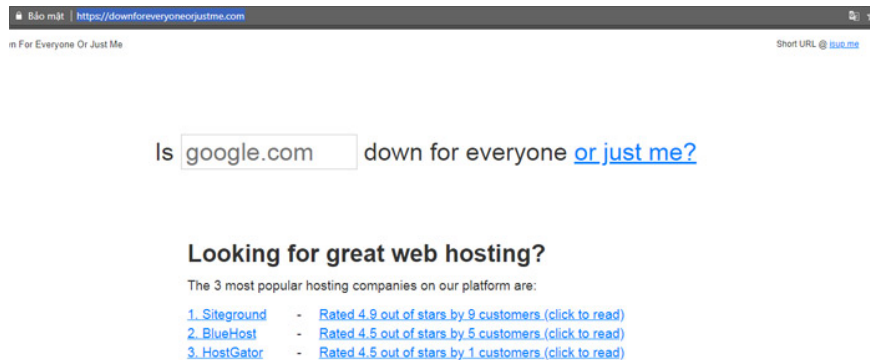 Bảo mật | https://downforeveryoneorjustme.com
n For Everyone Or Just Me
Short URL @ isup.me
Is google.com down for everyone or just me?
Looking for great web hosting?
The 3 most popular hosting companies on our platform are:
1. Siteground - Rated 4.9 out of stars by 9 customers (click to read)
2. BlueHost - Rated 4.5 out of stars by 5 customers (click to read)
3. HostGator - Rated 4.5 out of stars by 1 customers (click to read)